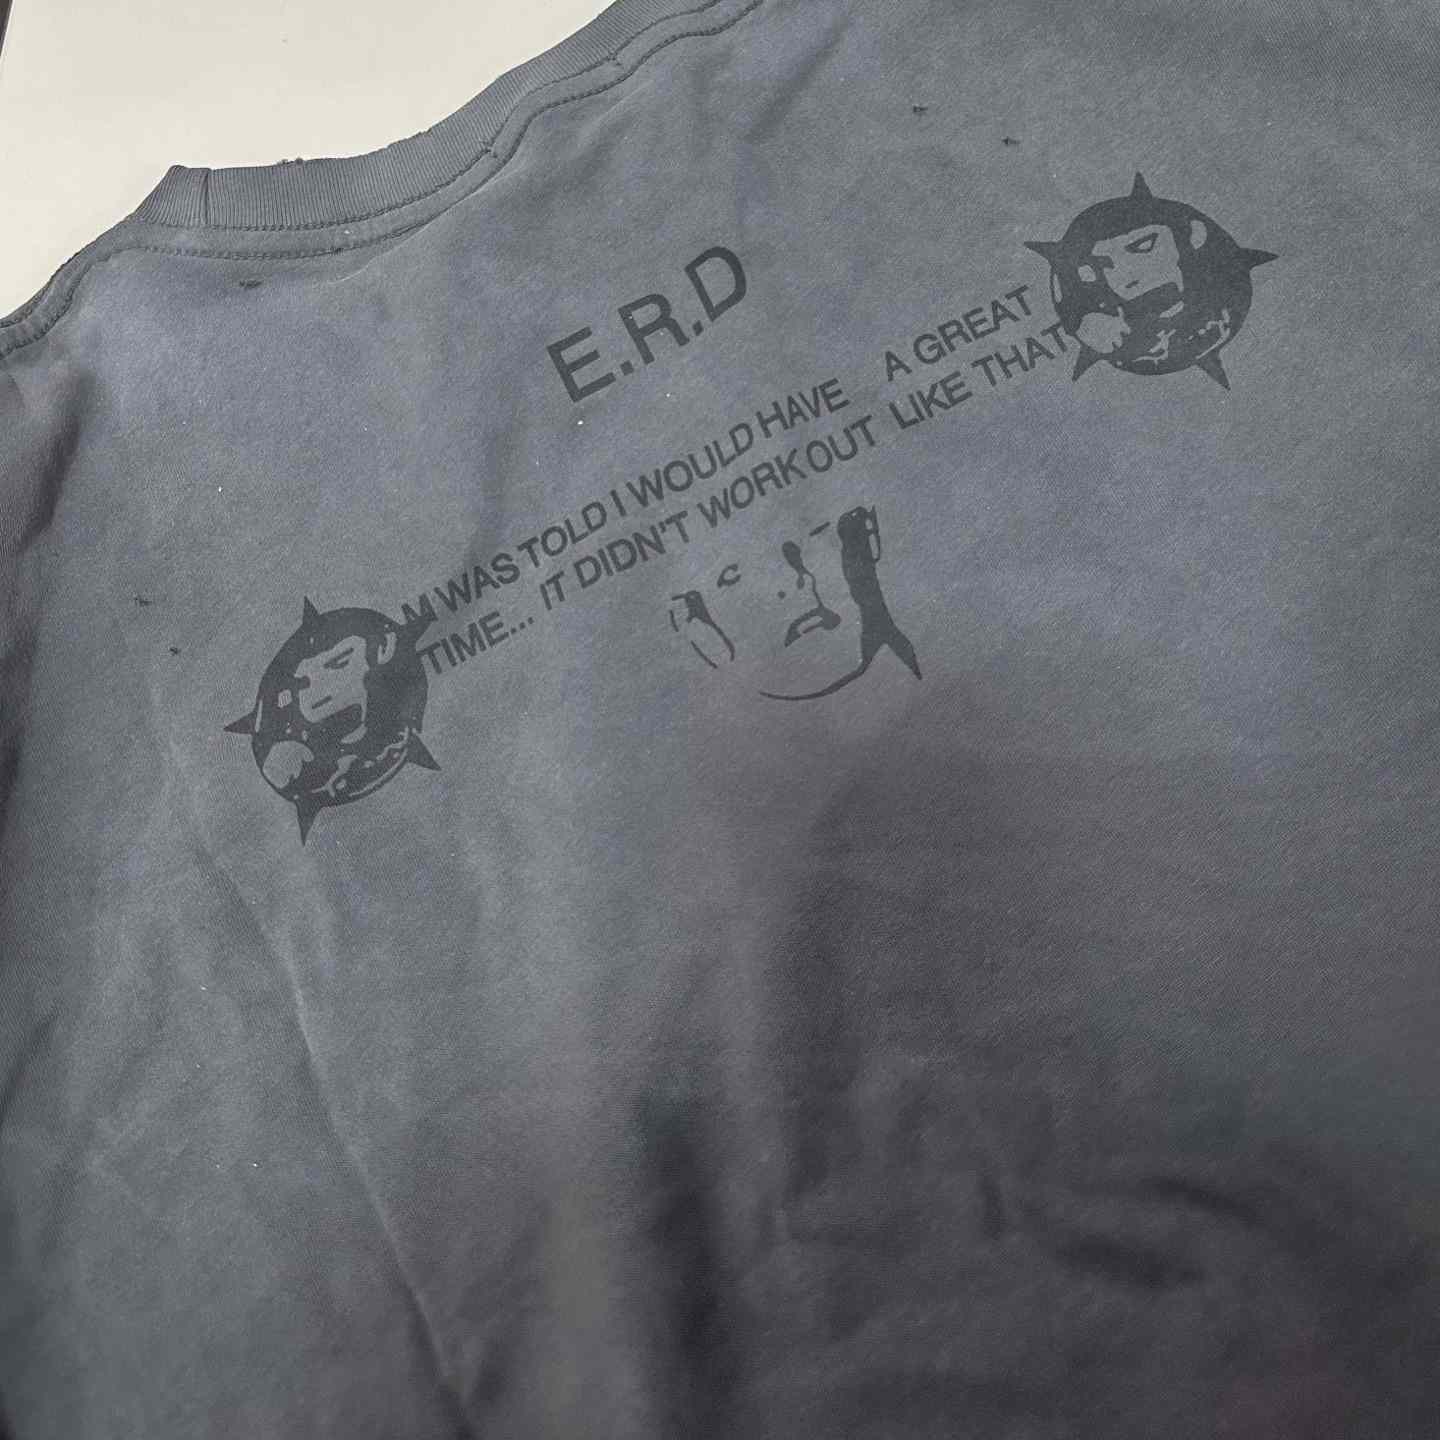 E.R.D
M WAS TOLD I WOULD HAVE A GREAT
TIME... IT DIDN'T WORK OUT LIKE THAT